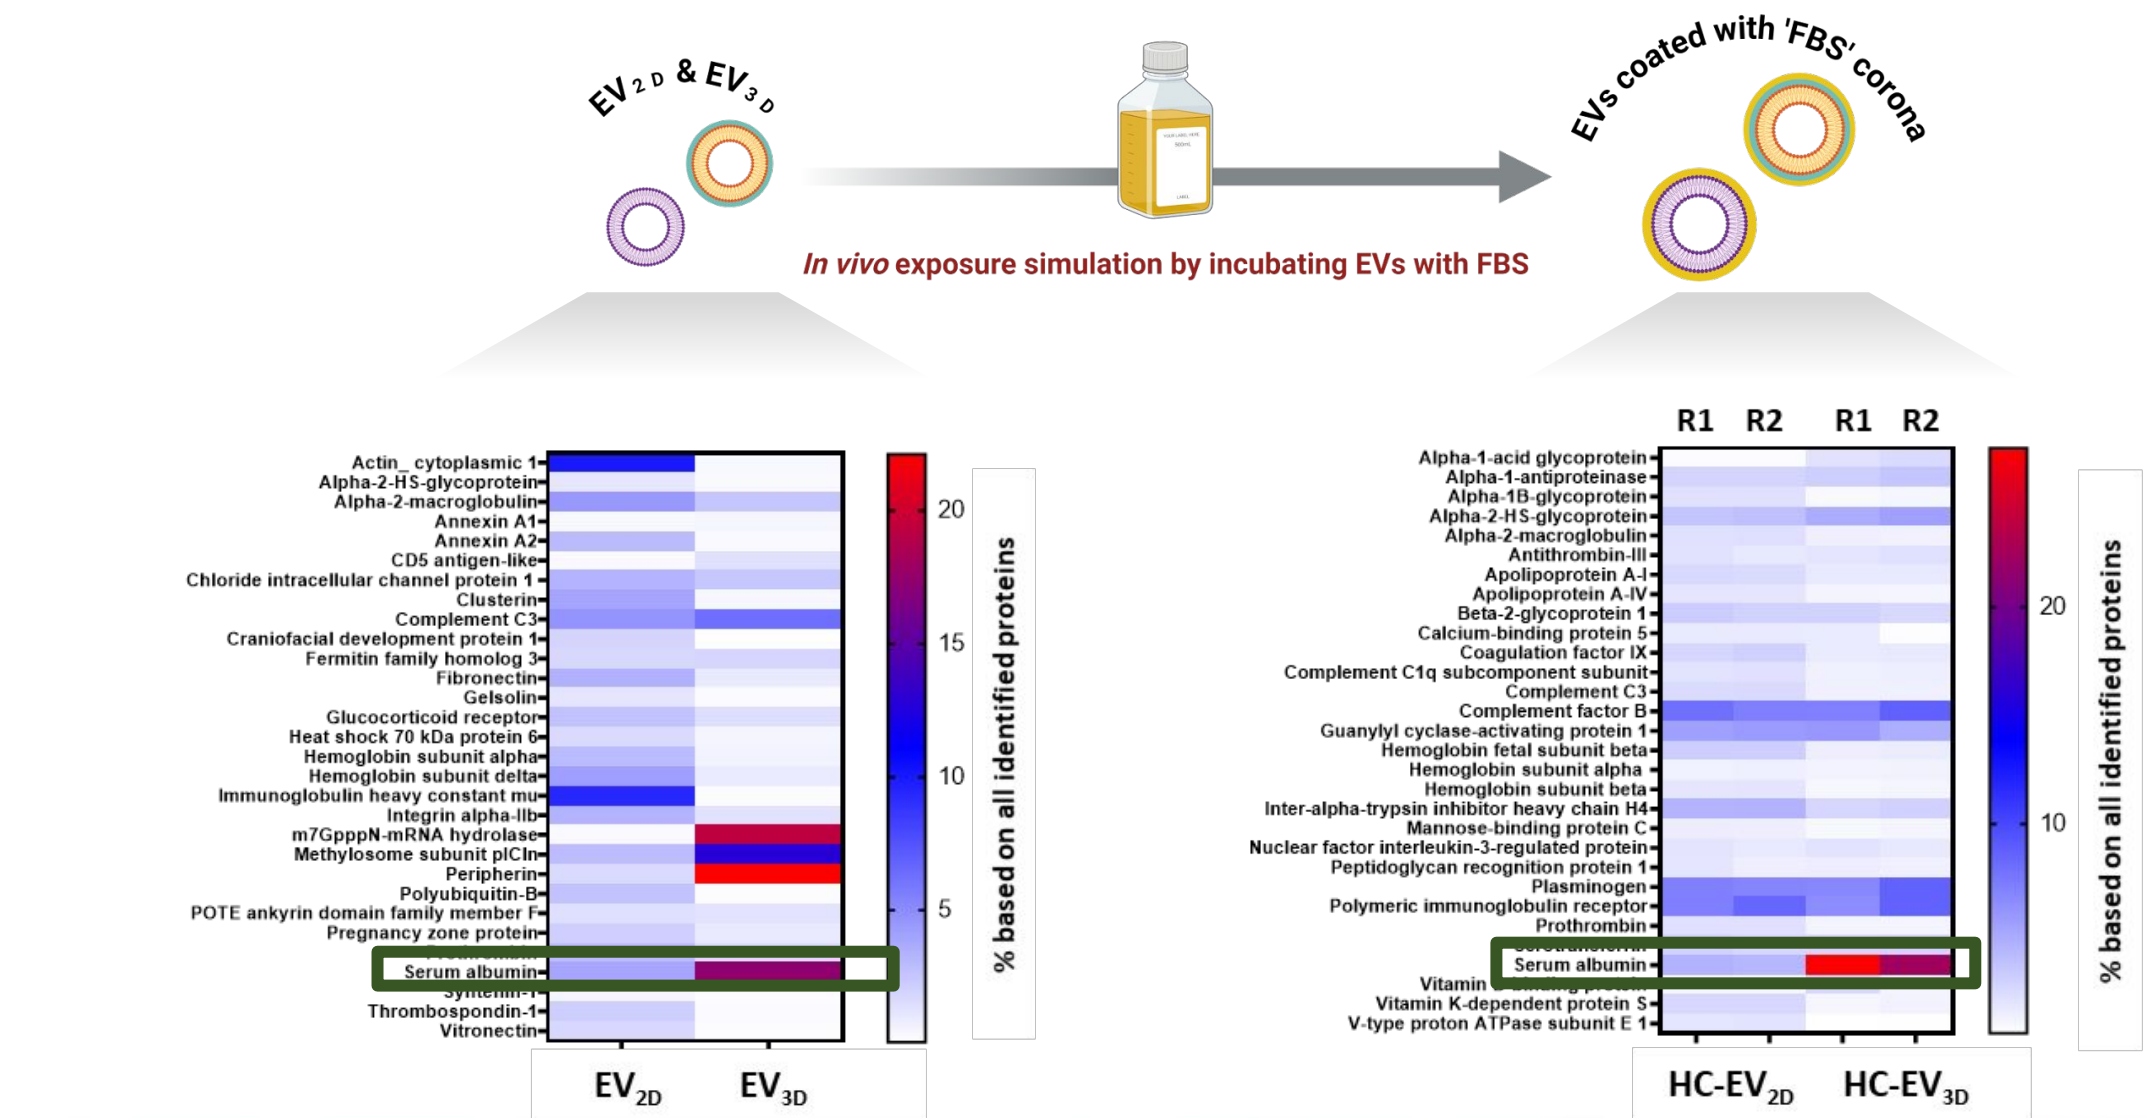 EV2D & EV3D
EVs coated with 'FBS' corona
YOUR LABEL HERE
500mL
LABEL
In vivo exposure simulation by incubating EVs with FBS
Actin_ cytoplasmic 1
Alpha-2-HS-glycoprotein
Alpha-2-macroglobulin
Annexin A1
Annexin A2
CD5 antigen-like
Chloride intracellular channel protein 1
Clusterin
Complement C3
Craniofacial development protein 1
Fermitin family homolog 3
Fibronectin
Gelsolin
Glucocorticoid receptor
Heat shock 70 kDa protein 6
Hemoglobin subunit alpha
Hemoglobin subunit delta
Immunoglobulin heavy constant mu
Integrin alpha-IIb
m7GpppN-mRNA hydrolase
Methylosome subunit pICln
Peripherin
Polyubiquitin-B
POTE ankyrin domain family member F
Pregnancy zone protein
Serum albumin
Syntenin-1
Thrombospondin-1
Vitronectin
EV2D
EV3D
20
15
10
5
% based on all identified proteins
R1 R2 R1 R2
Alpha-1-acid glycoprotein
Alpha-1-antiproteinase
Alpha-1B-glycoprotein
Alpha-2-HS-glycoprotein
Alpha-2-macroglobulin
Antithrombin-III
Apolipoprotein A-I
Apolipoprotein A-IV
Beta-2-glycoprotein 1
Calcium-binding protein 5
Coagulation factor IX
Complement C1q subcomponent subunit
Complement C3
Complement factor B
Guanylyl cyclase-activating protein 1
Hemoglobin fetal subunit beta
Hemoglobin subunit alpha
Hemoglobin subunit beta
Inter-alpha-trypsin inhibitor heavy chain H4
Mannose-binding protein C
Nuclear factor interleukin-3-regulated protein
Peptidoglycan recognition protein 1
Plasminogen
Polymeric immunoglobulin receptor
Prothrombin
Serotransferrin
Serum albumin
Vitamin D-binding protein
Vitamin K-dependent protein S
V-type proton ATPase subunit E 1
HC-EV2D
HC-EV3D
20
10
% based on all identified proteins